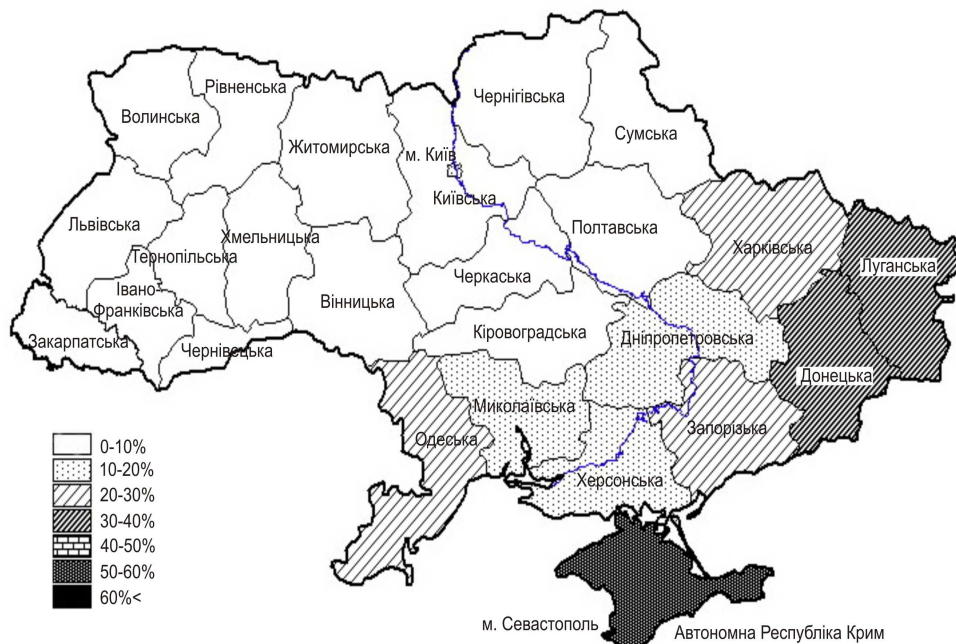 Рівненська
Волинська
Чернігівська
Сумська
Житомирська
м. Київ
Київська
Львівська
Хмельницька
Тернопільська
Полтавська
Харківська
Луганська
Черкаська
Івано-
Франківська
Вінницька
Кіровоградська
Дніпропетровська
Закарпатська
Чернівецька
Донецька
Миколаївська
Одеська
Запорізька
Херсонська
0-10%
10-20%
20-30%
30-40%
40-50%
50-60%
60%<
м. Севастополь
Автономна Республіка Крим